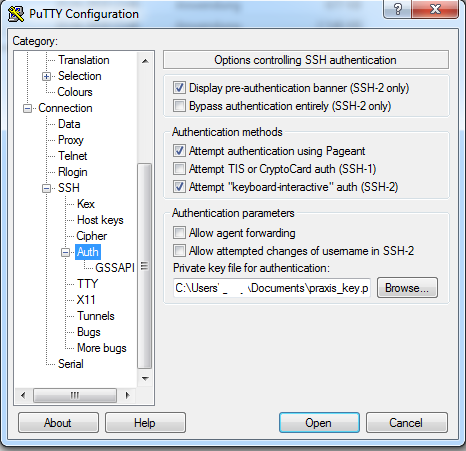 PuTTY Configuration
Category:
Translation
Selection
Colours
Connection
Data
Proxy
Telnet
Rlogin
SSH
Kex
Host keys
Cipher
Auth
GSSAPI
TTY
X11
Tunnels
Bugs
More bugs
Serial
Options controlling SSH authentication
Display pre-authentication banner (SSH-2 only)
Bypass authentication entirely (SSH-2 only)
Authentication methods
Attempt authentication using Pageant
Attempt TIS or CryptoCard auth (SSH-1)
Attempt "keyboard-interactive" auth (SSH-2)
Authentication parameters
Allow agent forwarding
Allow attempted changes of username in SSH-2
Private key file for authentication:
C:\Users\ \Documents\praxis_key.p
Browse...
About
Help
Open
Cancel